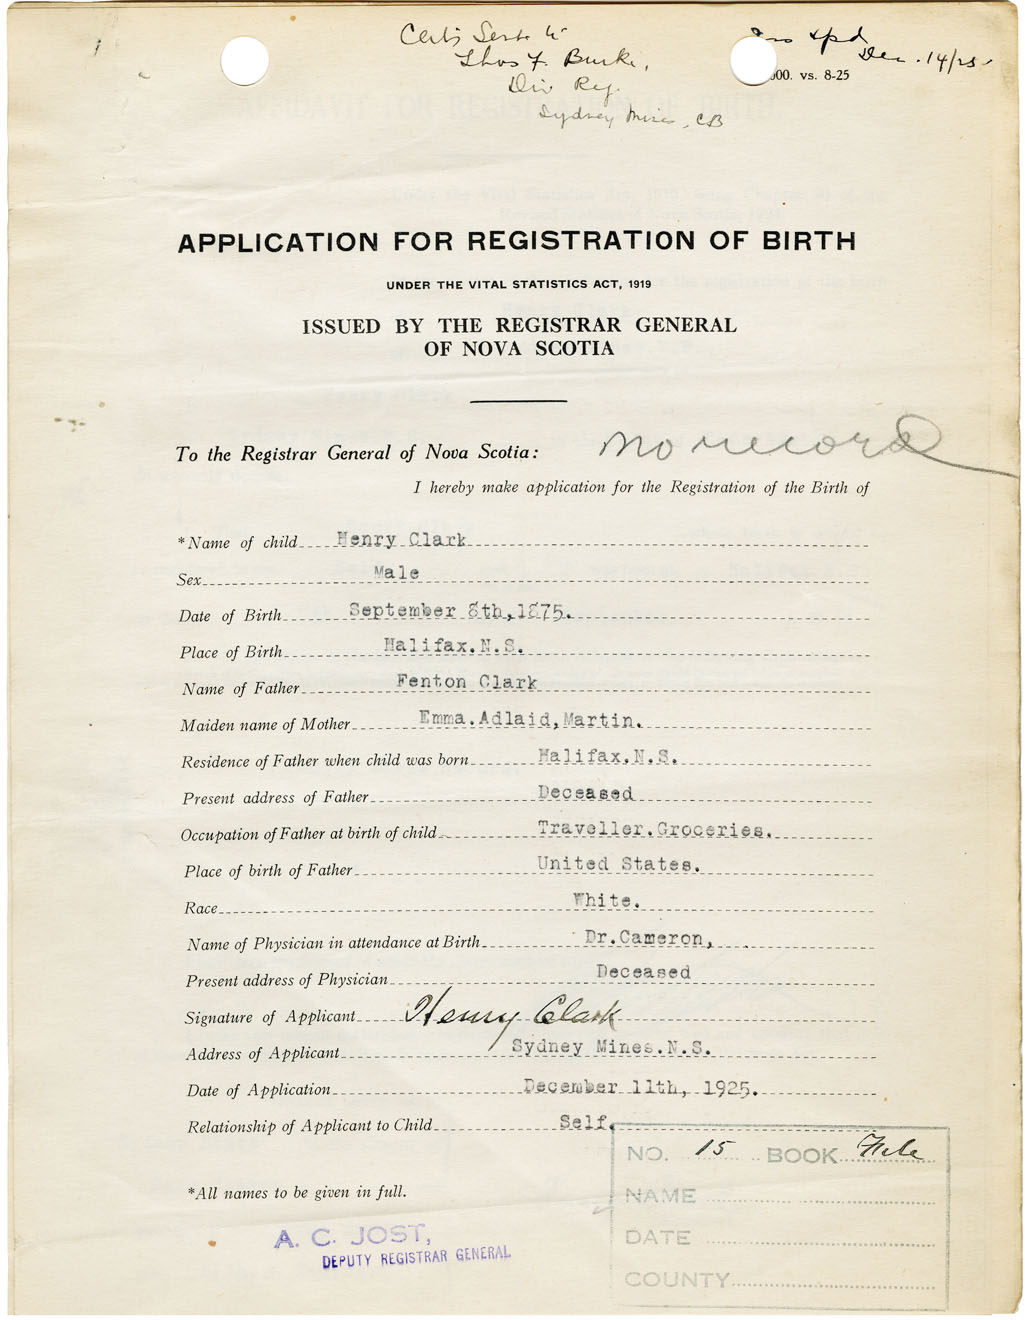 Certif Sent to
Thos F. Burke,
Div Reg.
Sydney Mines, CB
Dec. 14/25
000. vs. 8-25
APPLICATION FOR REGISTRATION OF BIRTH
UNDER THE VITAL STATISTICS ACT, 1919
ISSUED BY THE REGISTRAR GENERAL
OF NOVA SCOTIA
To the Registrar General of Nova Scotia:
No record
I hereby make application for the Registration of the Birth of
*Name of child Henry Clark
Sex Male
Date of Birth September 8th,1875.
Place of Birth Halifax.N.S.
Name of Father Fenton Clark
Maiden name of Mother Emma.Adlaid,Martin.
Residence of Father when child was born Halifax.N.S.
Present address of Father Deceased
Occupation of Father at birth of child Traveller.Groceries.
Place of birth of Father United States.
Race White.
Name of Physician in attendance at Birth Dr.Cameron,
Present address of Physician Deceased
Signature of Applicant Henry Clark
Address of Applicant Sydney Mines.N.S.
Date of Application December 11th, 1925.
Relationship of Applicant to Child Self.
NO. 15 BOOK File
NAME
DATE
COUNTY
*All names to be given in full.
A. C. JOST,
DEPUTY REGISTRAR GENERAL